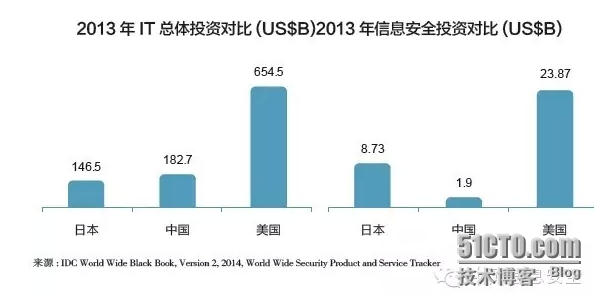 2013 年 IT 总体投资对比 (US$B)
146.5
182.7
654.5
日本
中国
美国
2013 年信息安全投资对比 (US$B)
8.73
1.9
23.87
日本
中国
美国
来源 : IDC World Wide Black Book, Version 2, 2014, World Wide Security Product and Service Tracker
51CTO.com
技术博客 Blog
息安全